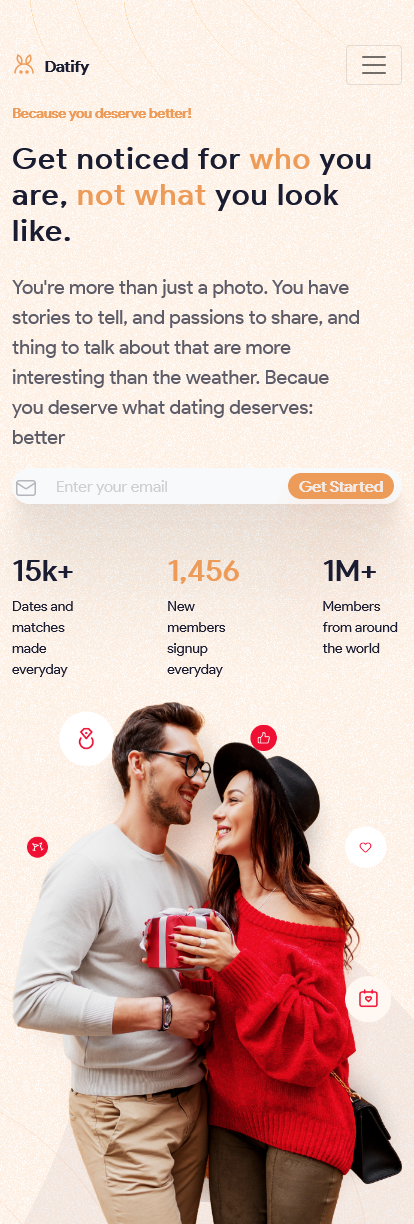 Datify
Because you deserve better!
Get noticed for who you
are, not what you look
like.
You're more than just a photo. You have
stories to tell, and passions to share, and
thing to talk about that are more
interesting than the weather. Becaue
you deserve what dating deserves:
better
Enter your email
Get Started
15k+
Dates and
matches
made
everyday
1,456
New
members
signup
everyday
1M+
Members
from around
the world